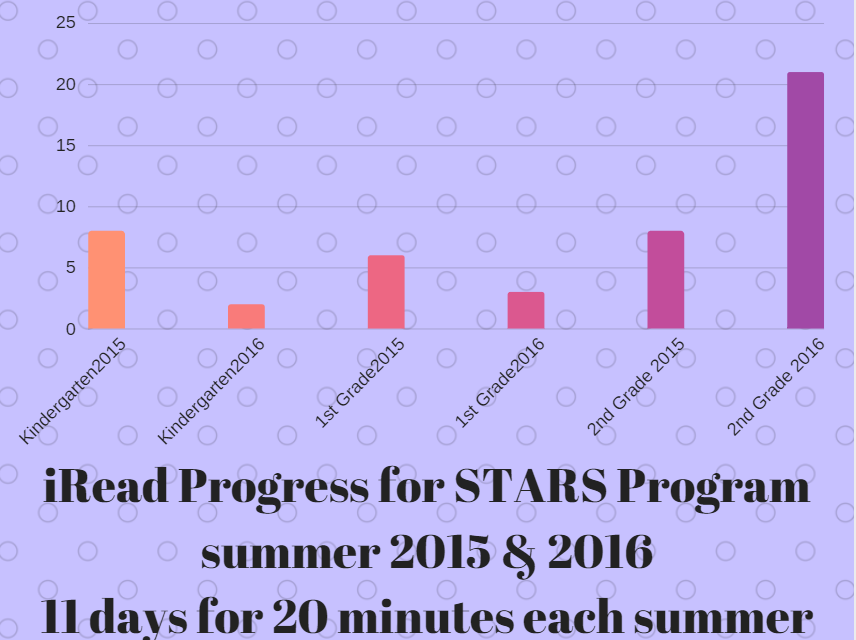 25
20
15
10
5
0
Kindergarten2015
Kindergarten2016
1st Grade2015
1st Grade2016
2nd Grade 2015
2nd Grade 2016
iRead Progress for STARS Program
summer 2015 & 2016
11 days for 20 minutes each summer